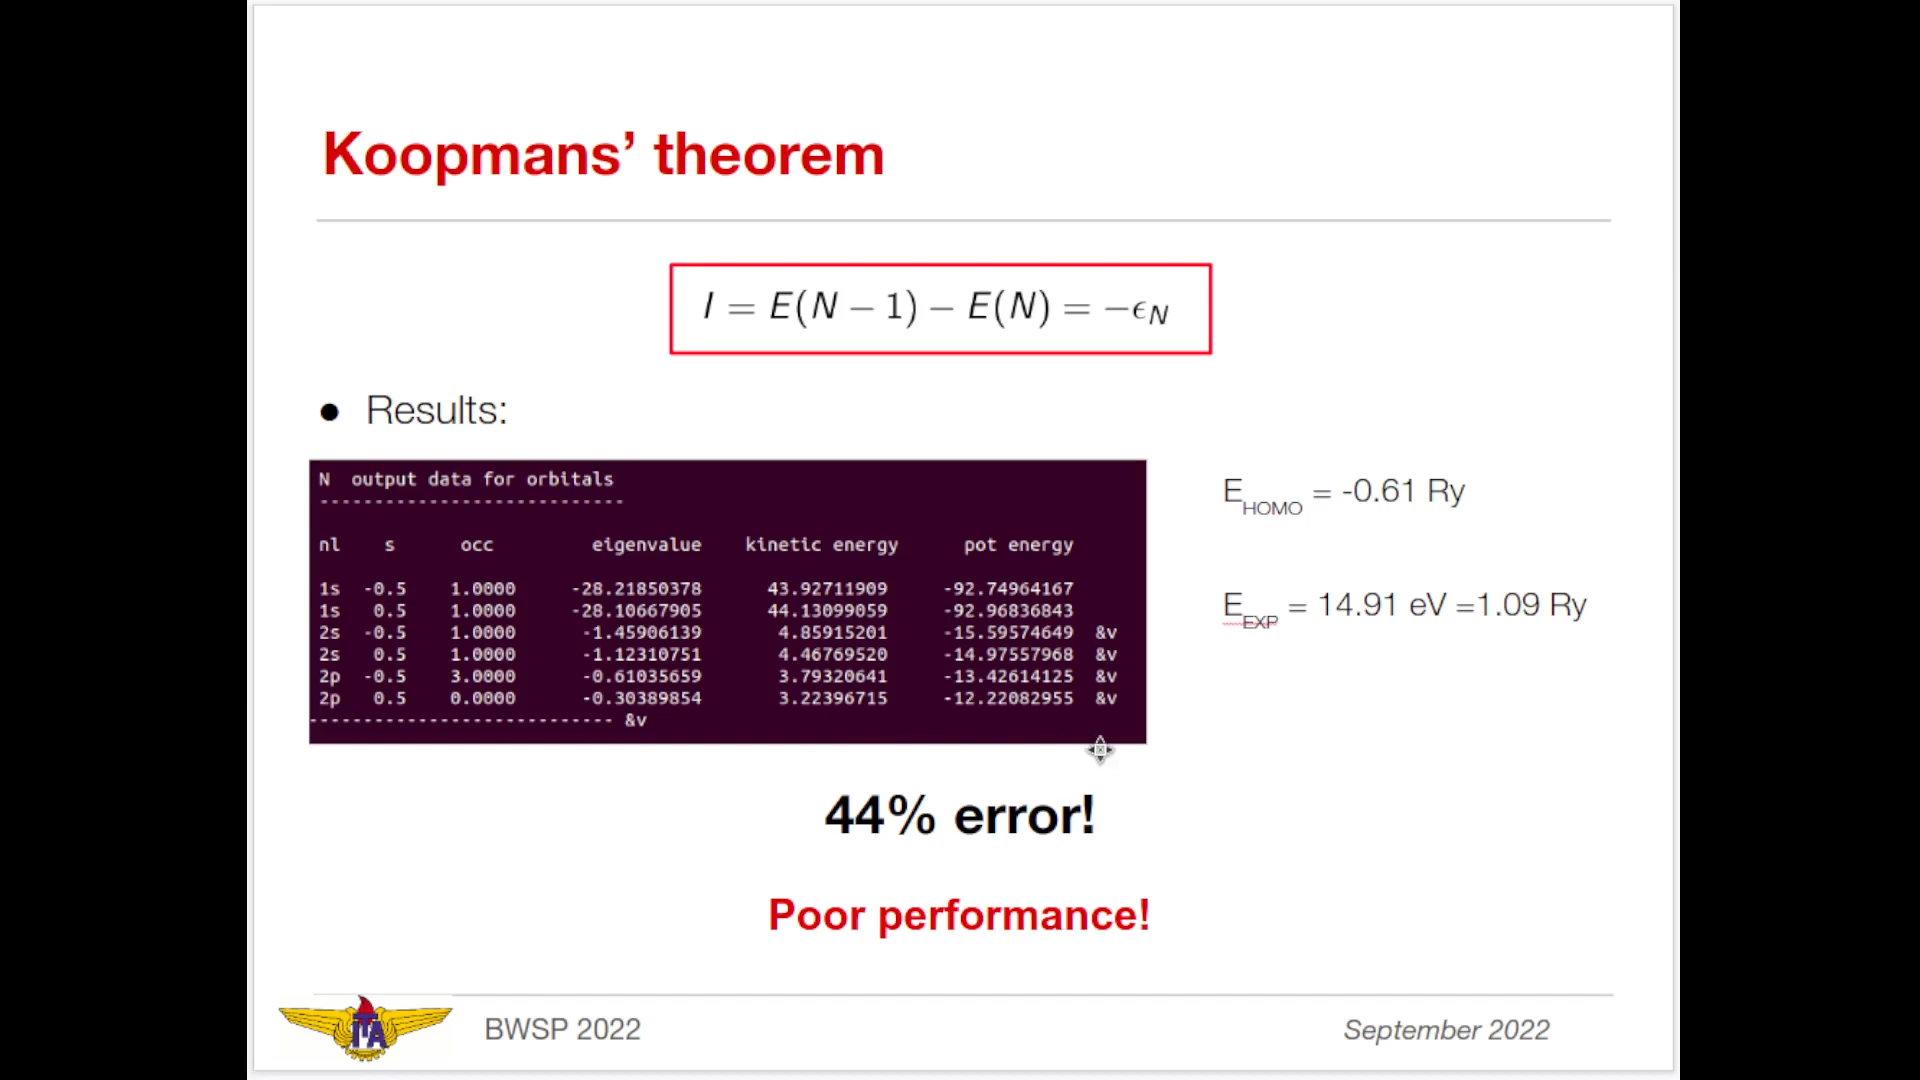 Koopmans’ theorem
I = E(N − 1) − E(N) = −ϵN
● Results:
N output data for orbitals
----------------------------
nl s occ eigenvalue kinetic energy pot energy
1s -0.5 1.0000 -28.21850378 43.92711909 -92.74964167
1s 0.5 1.0000 -28.10667905 44.13099059 -92.96836843
2s -0.5 1.0000 -1.45906139 4.85915201 -15.59574649 &v
2s 0.5 1.0000 -1.12310751 4.46769520 -14.97557968 &v
2p -0.5 3.0000 -0.61035659 3.79320641 -13.42614125 &v
2p 0.5 0.0000 -0.30389854 3.22396715 -12.22082955 &v
---------------------------- &v
EHOMO = -0.61 Ry
EEXP = 14.91 eV =1.09 Ry
44% error!
Poor performance!
ITA
BWSP 2022
September 2022